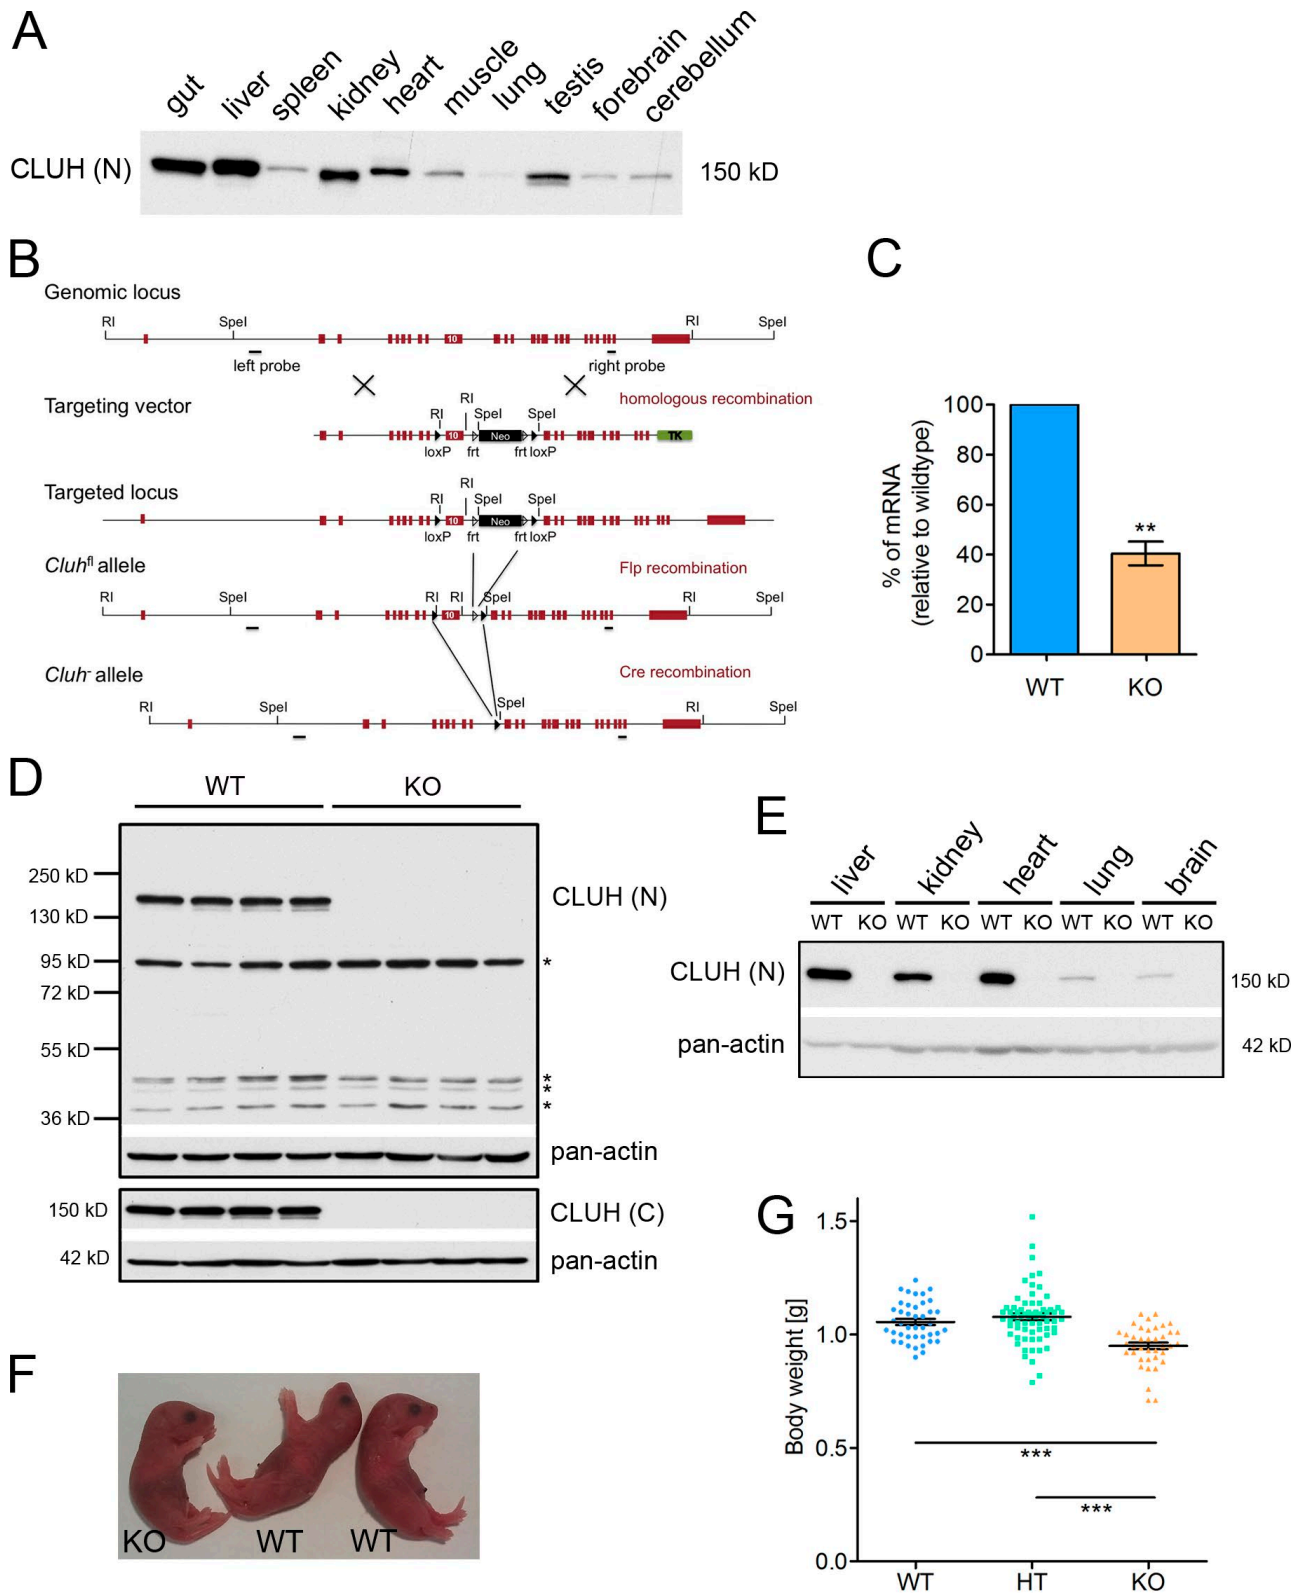 A
gut liver spleen kidney heart muscle lung testis forebrain cerebellum
CLUH (N) 150 kD
B
Genomic locus
RI SpeI RI SpeI
10
left probe right probe
Targeting vector homologous recombination
RI
RI SpeI SpeI
10 Neo TK
loxP frt frt loxP
Targeted locus
RI
RI SpeI SpeI
10 Neo
loxP frt frt loxP
Cluhfl allele Flp recombination
RI SpeI RI RI SpeI RI SpeI
10
Cluh- allele Cre recombination
RI SpeI SpeI RI SpeI
C
% of mRNA
(relative to wildtype)
100
80
60
40
20
0
**
WT KO
D
WT KO
250 kD
CLUH (N)
130 kD
95 kD *
72 kD
55 kD
*
*
*
36 kD
pan-actin
150 kD CLUH (C)
42 kD pan-actin
E
liver kidney heart lung brain
WT KO WT KO WT KO WT KO WT KO
CLUH (N) 150 kD
pan-actin 42 kD
F
KO WT WT
G
Body weight [g]
1.5
1.0
0.5
0.0
***
***
WT HT KO